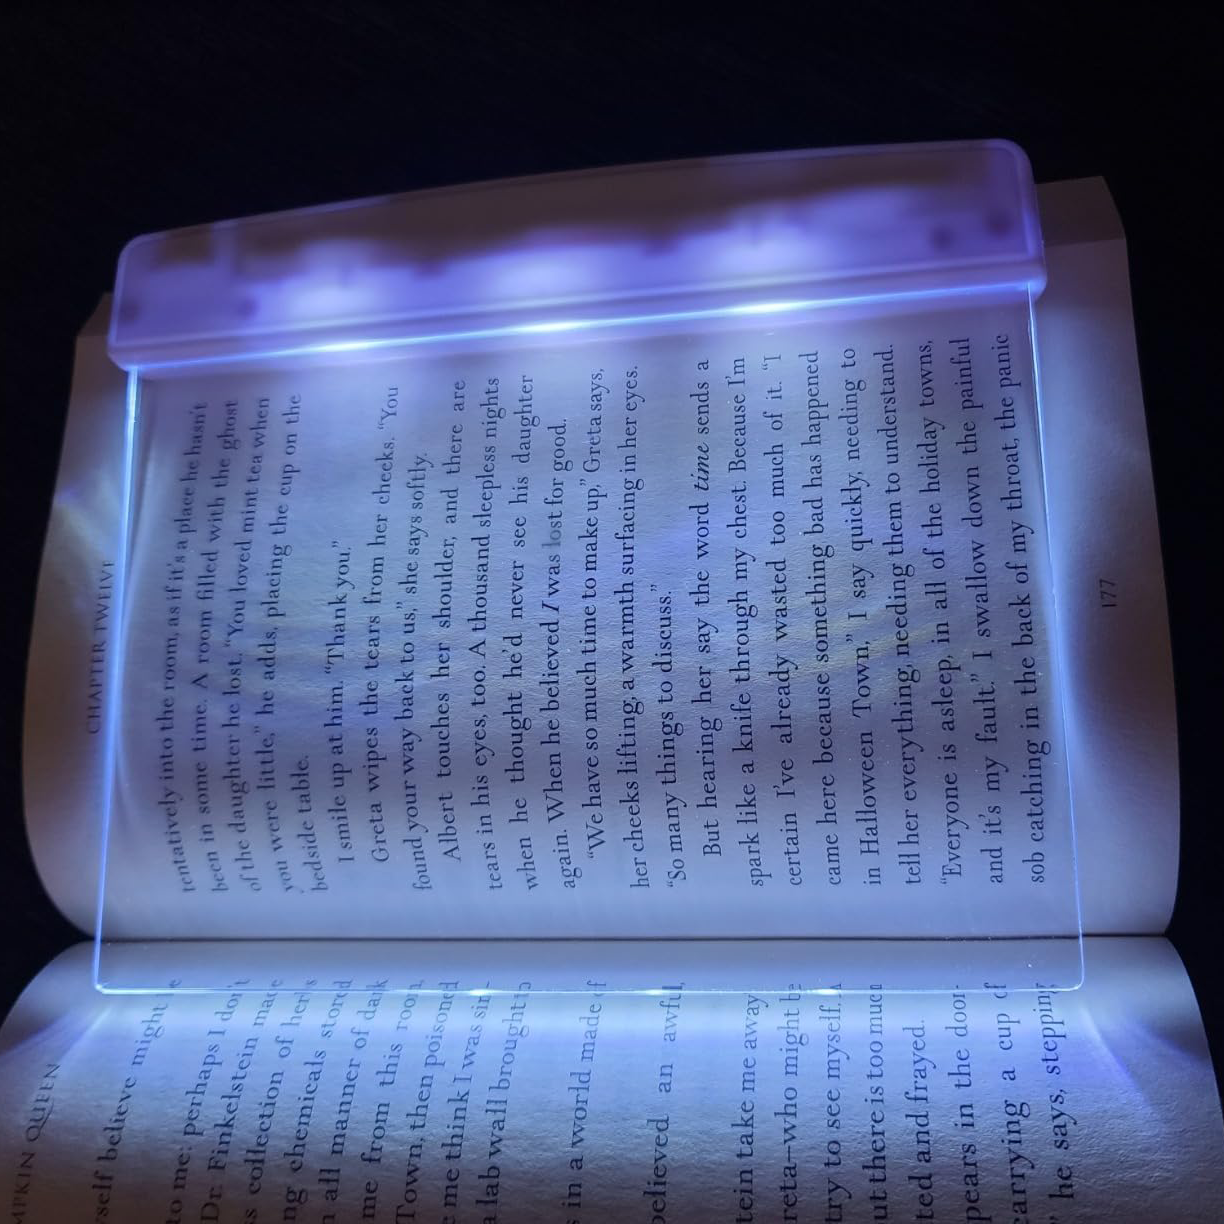 MPKIN QUEEN
yself believe might be
to me; perhaps I don't
Dr. Finkelstein made
s collection of herbs
ng chemicals stored
all manner of dark
me from this room,
Town, then poisoned
me think I was sim-
lab wall brought to
in a world made of
believed an awful,
tein take me away
reta—who might be
try to see myself
ut there is too much
ted and frayed.
pears in the door-
arrying a cup of
he says, stepping
CHAPTER TWELVE
tentatively into the room, as if it's a place he hasn't
been in some time. A room filled with the ghost
of the daughter he lost. "You loved mint tea when
you were little," he adds, placing the cup on the
bedside table.
I smile up at him. "Thank you."
Greta wipes the tears from her cheeks. "You
found your way back to us," she says softly.
Albert touches her shoulder, and there are
tears in his eyes, too. A thousand sleepless nights
when he thought he'd never see his daughter
again. When he believed I was lost for good.
"We have so much time to make up," Greta says,
her cheeks lifting, a warmth surfacing in her eyes.
"So many things to discuss."
But hearing her say the word time sends a
spark like a knife through my chest. Because I'm
certain I've already wasted too much of it. "I
came here because something bad has happened
in Halloween Town," I say quickly, needing to
tell her everything, needing them to understand.
"Everyone is asleep, in all of the holiday towns,
and it's my fault." I swallow down the painful
sob catching in the back of my throat, the panic
177